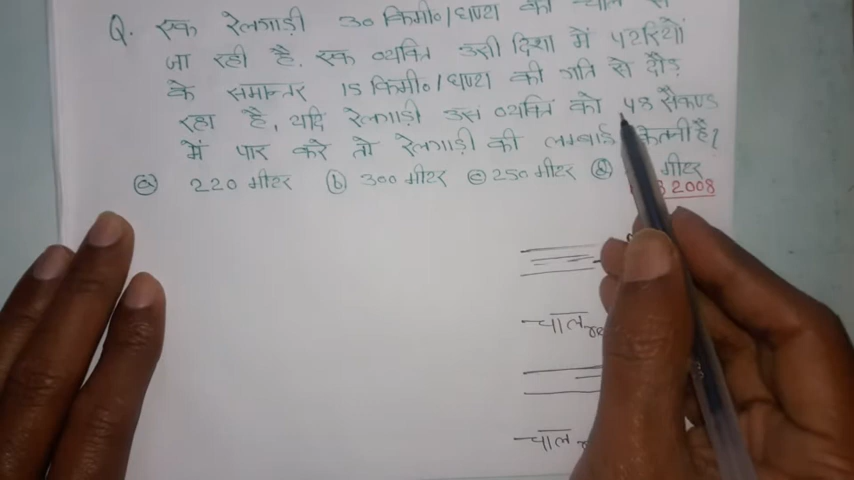 Q. एक रेलगाड़ी 30 किमी०/घण्टा की चाल से
जा रही है. एक व्यक्ति उसी दिशा में पटरियों
के समान्तर 15 किमी०/घण्टा की गति से दौड़
रहा है, यदि रेलगाड़ी उस व्यक्ति को सैकण्ड
में पार करे तो रेलगाड़ी की लम्बाई कितनी है?
(a) 220 मीटर (b) 300 मीटर (c) 250 मीटर (d) मीटर
2008
चाल
चाल